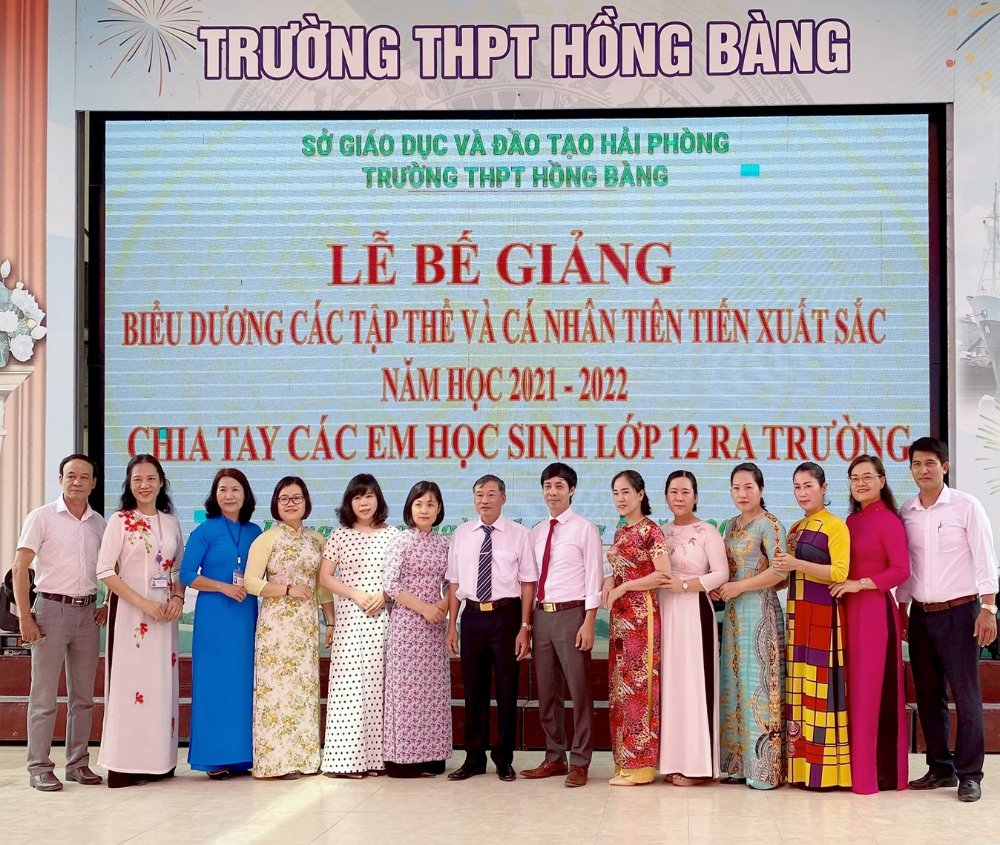 TRƯỜNG THPT HỒNG BÀNG
SỞ GIÁO DỤC VÀ ĐÀO TẠO HẢI PHÒNG
TRƯỜNG THPT HỒNG BÀNG
LỄ BẾ GIẢNG
BIỂU DƯƠNG CÁC TẬP THỂ VÀ CÁ NHÂN TIÊN TIẾN XUẤT SẮC
NĂM HỌC 2021 - 2022
CHIA TAY CÁC EM HỌC SINH LỚP 12 RA TRƯỜNG